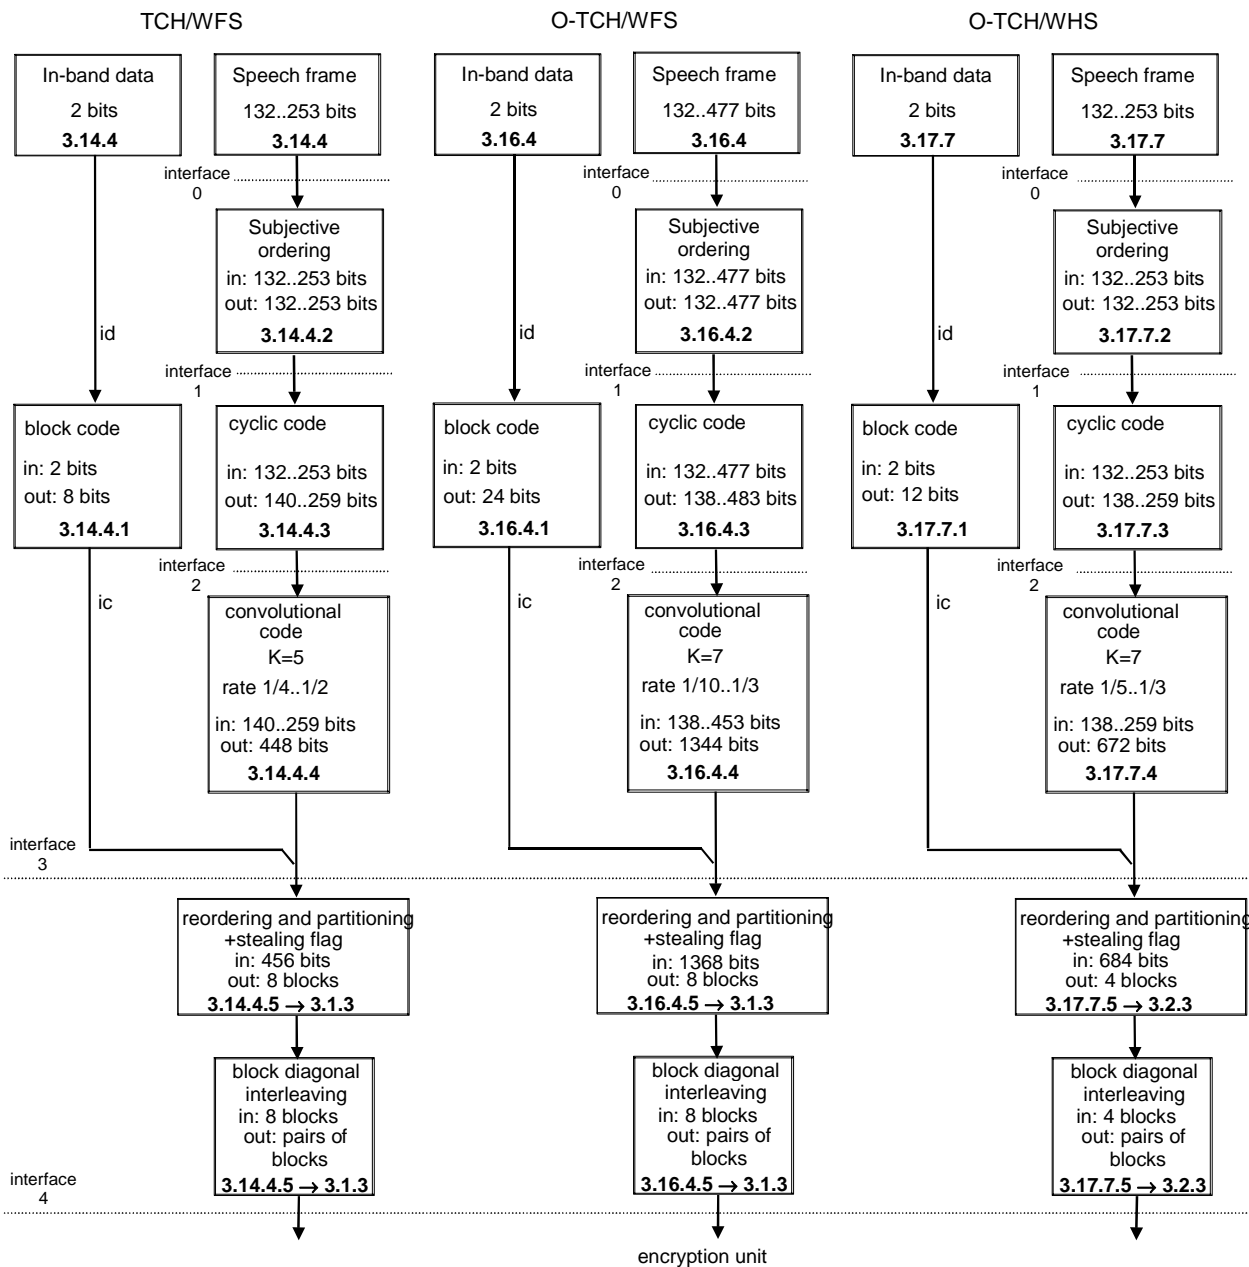 TCH/WFS
O-TCH/WFS
O-TCH/WHS
In-band data
2 bits
3.14.4
Speech frame
132..253 bits
3.14.4
In-band data
2 bits
3.16.4
Speech frame
132..477 bits
3.16.4
In-band data
2 bits
3.17.7
Speech frame
132..253 bits
3.17.7
interface
0
interface
0
interface
0
Subjective
ordering
in: 132..253 bits
out: 132..253 bits
3.14.4.2
Subjective
ordering
in: 132..477 bits
out: 132..477 bits
3.16.4.2
Subjective
ordering
in: 132..253 bits
out: 132..253 bits
3.17.7.2
id
id
id
interface
1
interface
1
interface
1
block code
in: 2 bits
out: 8 bits
3.14.4.1
cyclic code
in: 132..253 bits
out: 140..259 bits
3.14.4.3
block code
in: 2 bits
out: 24 bits
3.16.4.1
cyclic code
in: 132..477 bits
out: 138..483 bits
3.16.4.3
block code
in: 2 bits
out: 12 bits
3.17.7.1
cyclic code
in: 132..253 bits
out: 138..259 bits
3.17.7.3
interface
2
interface
2
interface
2
ic
ic
ic
convolutional
code
K=5
rate 1/4..1/2
in: 140..259 bits
out: 448 bits
3.14.4.4
convolutional
code
K=7
rate 1/10..1/3
in: 138..453 bits
out: 1344 bits
3.16.4.4
convolutional
code
K=7
rate 1/5..1/3
in: 138..259 bits
out: 672 bits
3.17.7.4
interface
3
reordering and partitioning
+stealing flag
in: 456 bits
out: 8 blocks
3.14.4.5 → 3.1.3
reordering and partitioning
+stealing flag
in: 1368 bits
out: 8 blocks
3.16.4.5 → 3.1.3
reordering and partitioning
+stealing flag
in: 684 bits
out: 4 blocks
3.17.7.5 → 3.2.3
block diagonal
interleaving
in: 8 blocks
out: pairs of
blocks
3.14.4.5 → 3.1.3
block diagonal
interleaving
in: 8 blocks
out: pairs of
blocks
3.16.4.5 → 3.1.3
block diagonal
interleaving
in: 4 blocks
out: pairs of
blocks
3.17.7.5 → 3.2.3
interface
4
encryption unit